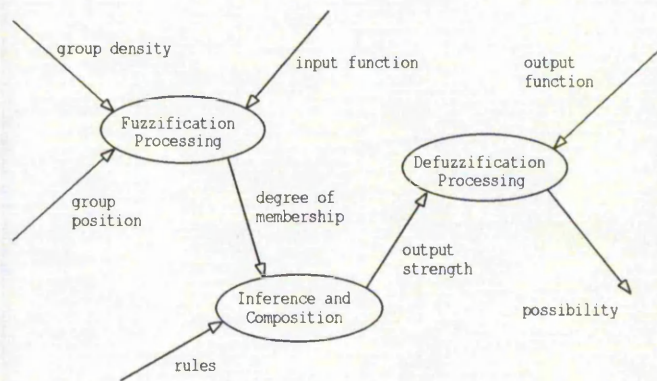 group density
input function
output
function
Fuzzification
Processing
Defuzzification
Processing
group
position
degree of
membership
output
strength
Inference and
Composition
possibility
rules